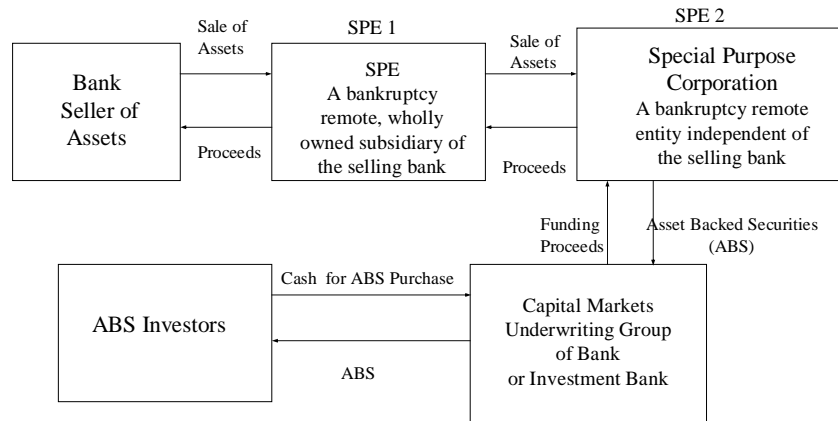 SPE 2
SPE 1
Sale of
Assets
Sale of
Assets
Bank
Seller of
Assets
SPE
A bankruptcy
remote, wholly
owned subsidiary of
the selling bank
Special Purpose
Corporation
A bankruptcy remote
entity independent of
the selling bank
Proceeds
Proceeds
Funding
Proceeds
Asset Backed Securities
(ABS)
Cash for ABS Purchase
ABS Investors
ABS
Capital Markets
Underwriting Group
of Bank
or Investment Bank